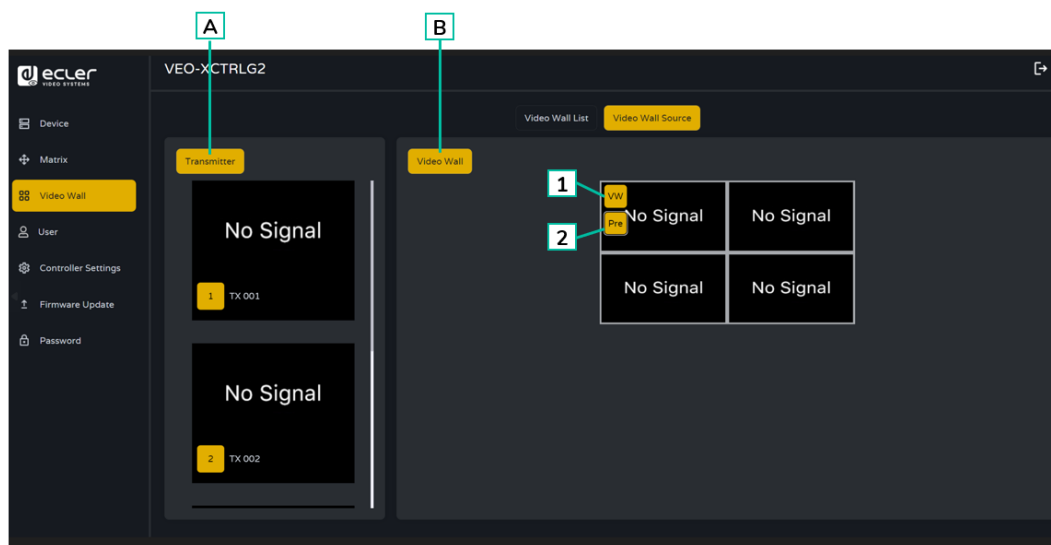 A
B
ecler
VIDEO SYSTEMS
VEO-XCTRLG2
Device
Matrix
Video Wall
User
Controller Settings
Firmware Update
Password
Video Wall List
Video Wall Source
Transmitter
No Signal
1 TX 001
No Signal
2 TX 002
Video Wall
1
2
VW
Pre
No Signal
No Signal
No Signal
No Signal